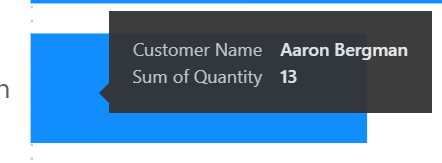 Customer Name Aaron Bergman
Sum of Quantity 13